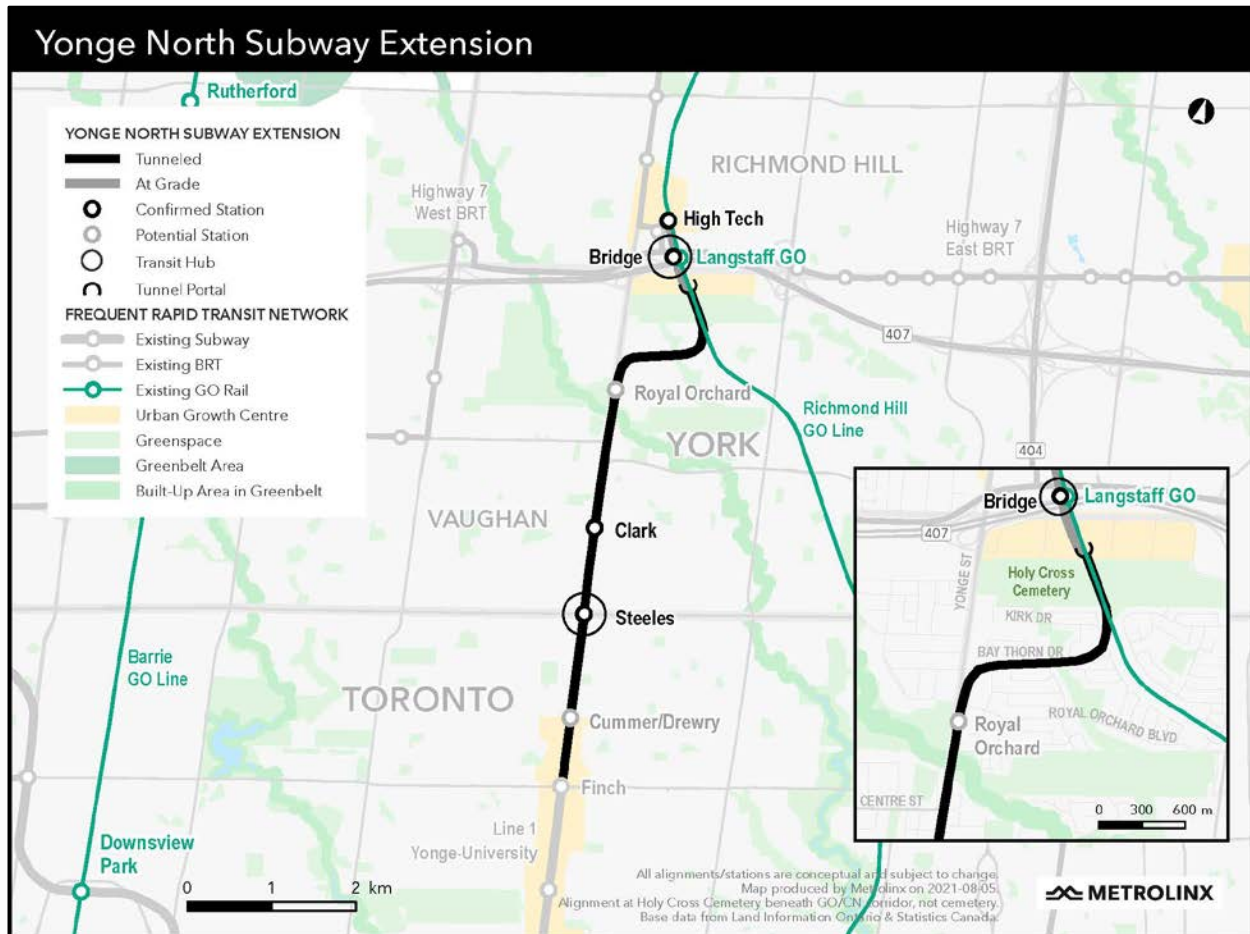 Yonge North Subway Extension
Rutherford
YONGE NORTH SUBWAY EXTENSION
Tunneled
At Grade
Confirmed Station
Potential Station
Transit Hub
Tunnel Portal
FREQUENT RAPID TRANSIT NETWORK
Existing Subway
Existing BRT
Existing GO Rail
Urban Growth Centre
Greenspace
Greenbelt Area
Built-Up Area in Greenbelt
RICHMOND HILL
Highway 7
West BRT
High Tech
Highway 7
East BRT
Bridge
Langstaff GO
407
Royal Orchard
Richmond Hill
GO Line
YORK
404
VAUGHAN
Clark
Steeles
Barrie
GO Line
TORONTO
Cummer/Drewry
Finch
Line 1
Yonge-University
Downsview
Park
0 1 2 km
Bridge
Langstaff GO
407
YONGE ST
Holy Cross
Cemetery
KIRK DR
BAY THORN DR
Royal
Orchard
ROYAL ORCHARD BLVD
CENTRE ST
0 300 600 m
All alignments/stations are conceptual and subject to change.
Map produced by Metrolinx on 2021-08-05.
Alignment at Holy Cross Cemetery beneath GO/CN corridor, not cemetery.
Base data from Land Information Ontario & Statistics Canada.
METROLINX